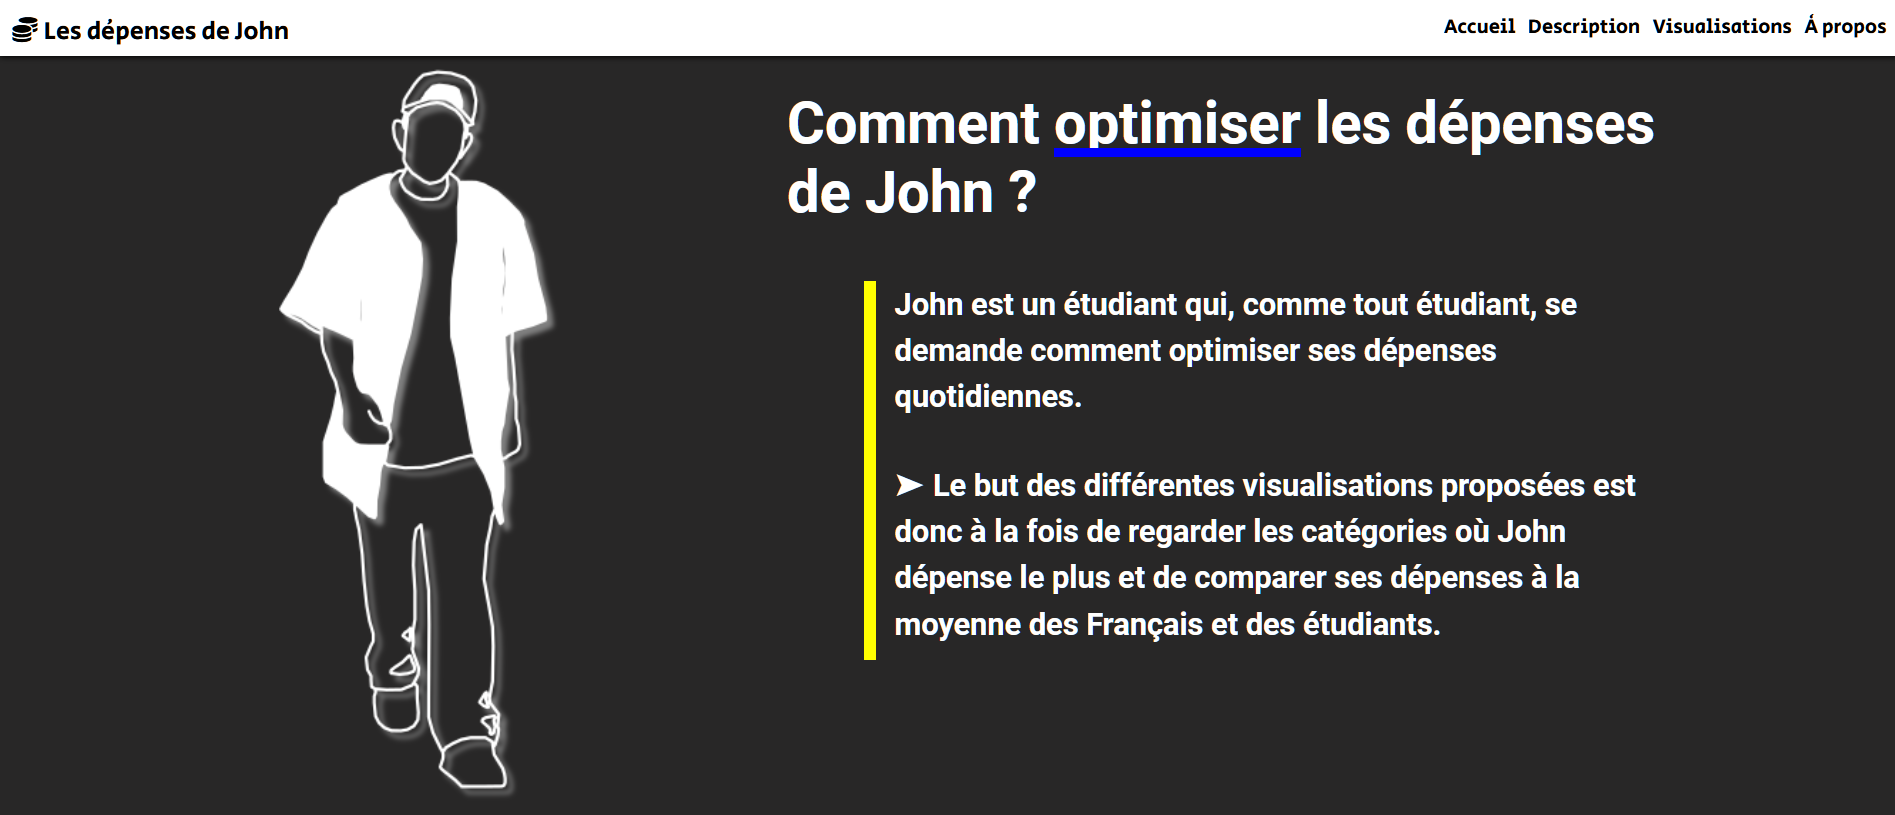 Les dépenses de John
Accueil Description Visualisations Á propos
Comment optimiser les dépenses
de John ?
John est un étudiant qui, comme tout étudiant, se
demande comment optimiser ses dépenses
quotidiennes.
➤ Le but des différentes visualisations proposées est
donc à la fois de regarder les catégories où John
dépense le plus et de comparer ses dépenses à la
moyenne des Français et des étudiants.